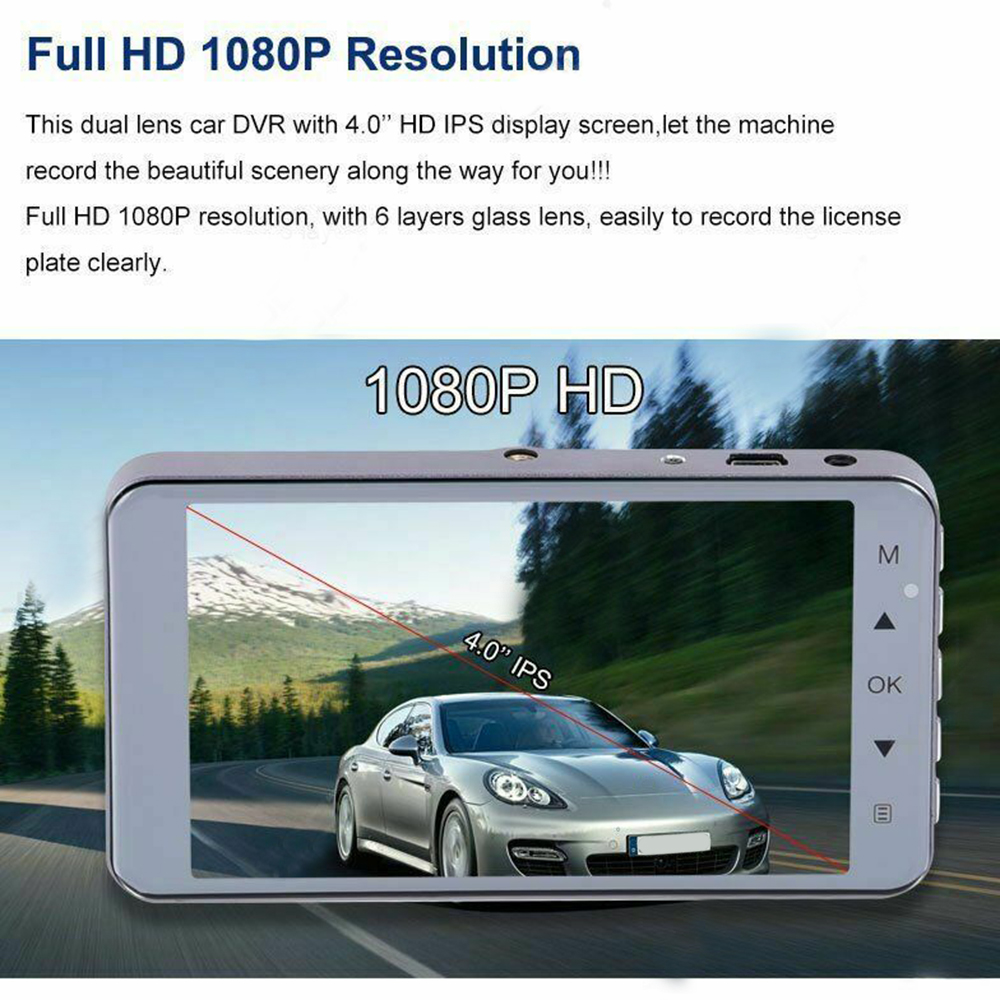 Full HD 1080P Resolution
This dual lens car DVR with 4.0’’ HD IPS display screen,let the machine
record the beautiful scenery along the way for you!!!
Full HD 1080P resolution, with 6 layers glass lens, easily to record the license
plate clearly.
1080P HD
M
4.0’’ IPS
OK